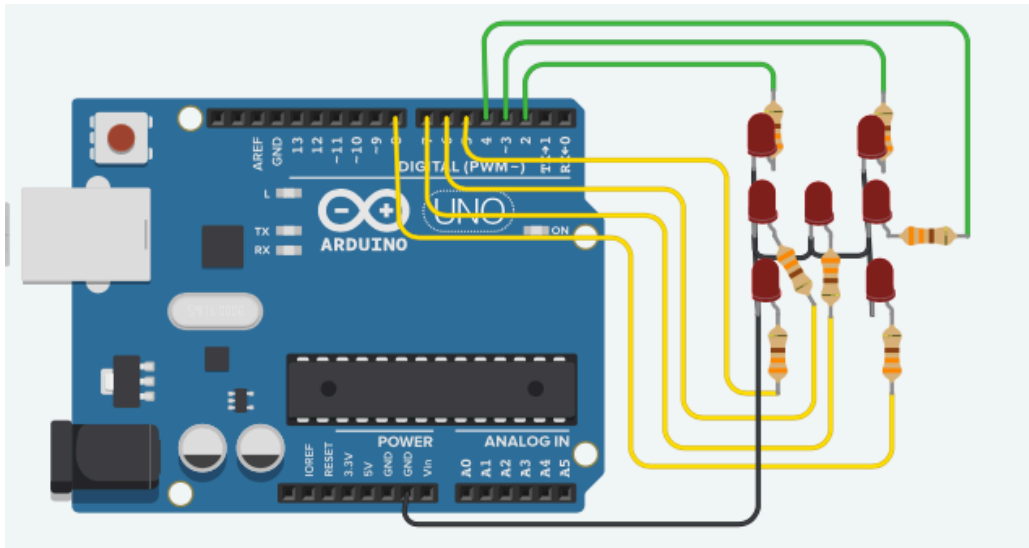 AREF
GND
13
12
~11
~10
~9
8
7
6
5
4
~3
2
TX→1
RX←0
DIGITAL (PWM~)
L
TX
RX
ARDUINO
UNO
ON
POWER
ANALOG IN
IOREF
RESET
3.3V
5V
GND
GND
Vin
A0
A1
A2
A3
A4
A5